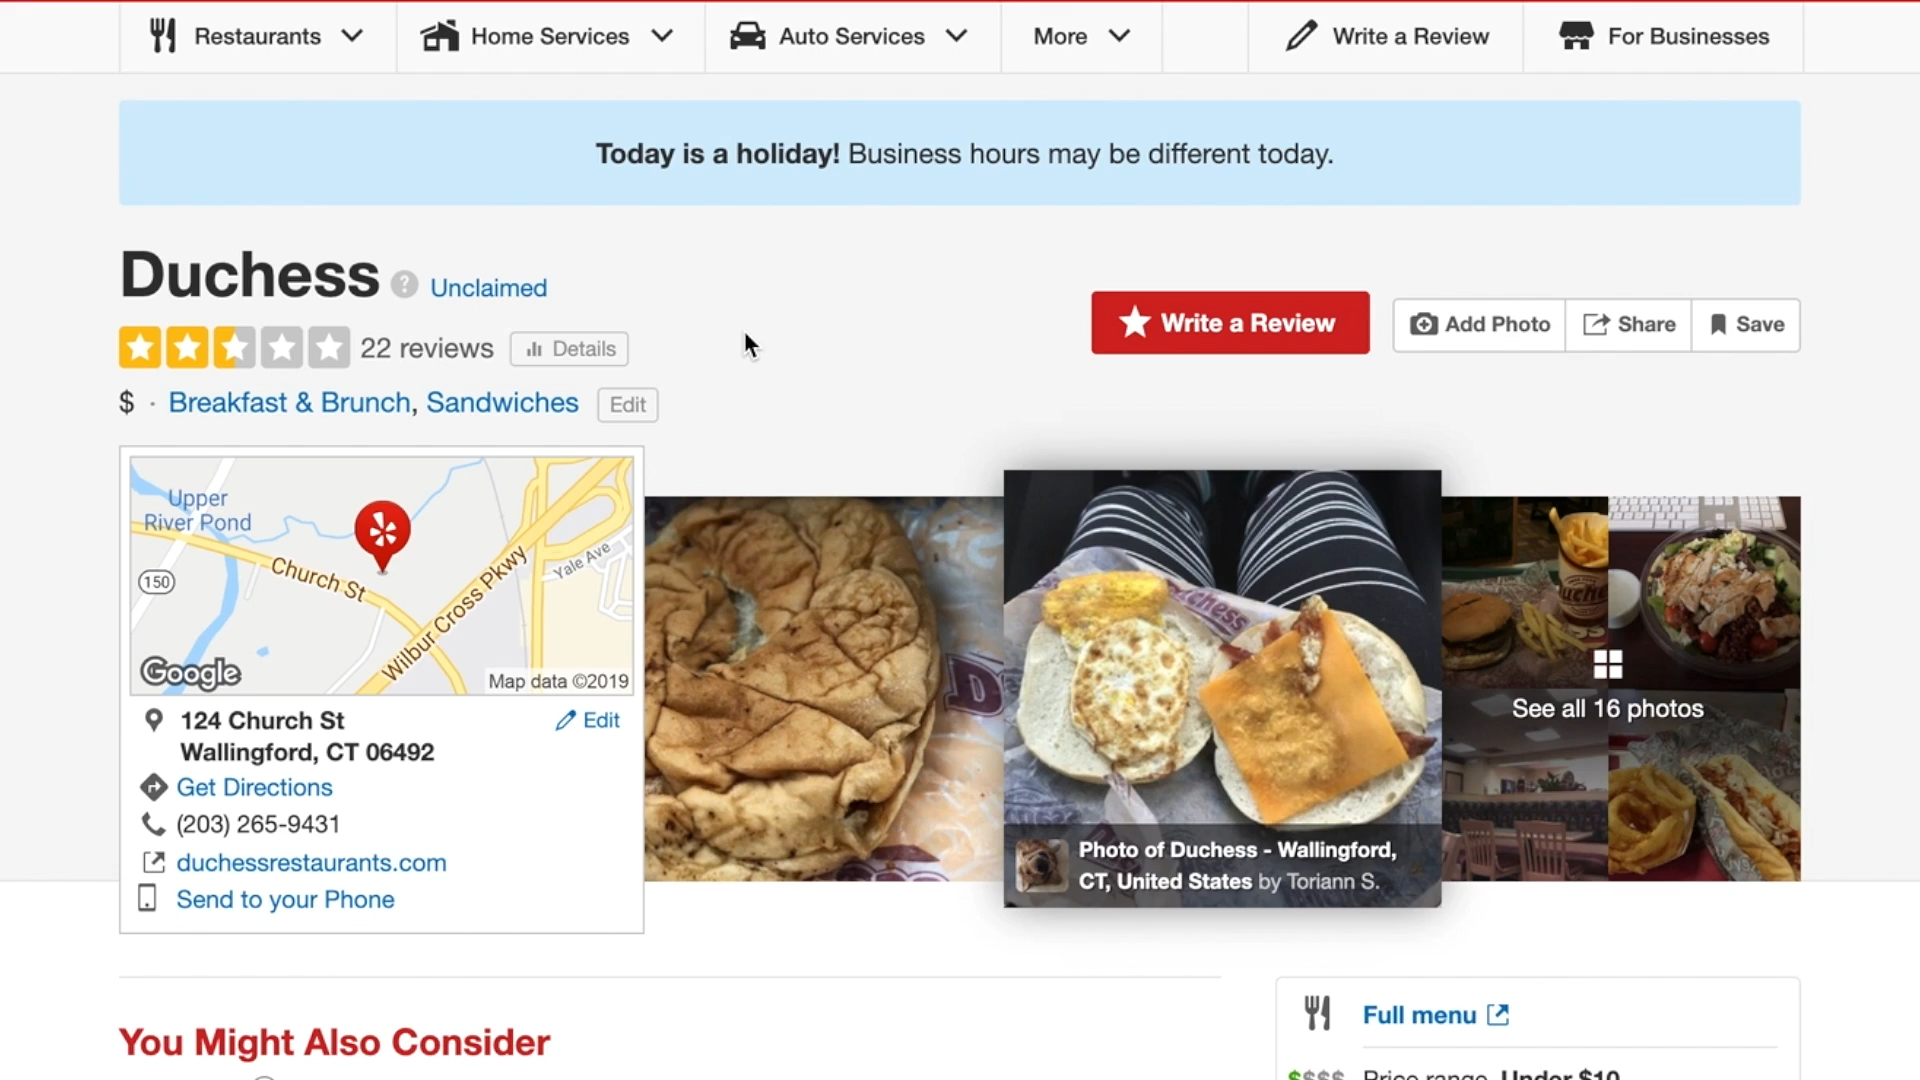 Restaurants
Home Services
Auto Services
More
Write a Review
For Businesses
Today is a holiday! Business hours may be different today.
Duchess
Unclaimed
22 reviews
Details
Write a Review
Add Photo
Share
Save
$ · Breakfast & Brunch, Sandwiches
Edit
Upper
River Pond
150
Church St
Wilbur Cross Pkwy
Yale Ave
Google
Map data ©2019
124 Church St
Edit
Wallingford, CT 06492
Get Directions
(203) 265-9431
duchessrestaurants.com
Send to your Phone
Photo of Duchess - Wallingford,
CT, United States by Toriann S.
See all 16 photos
You Might Also Consider
Full menu
$$$$ Price range Under $10